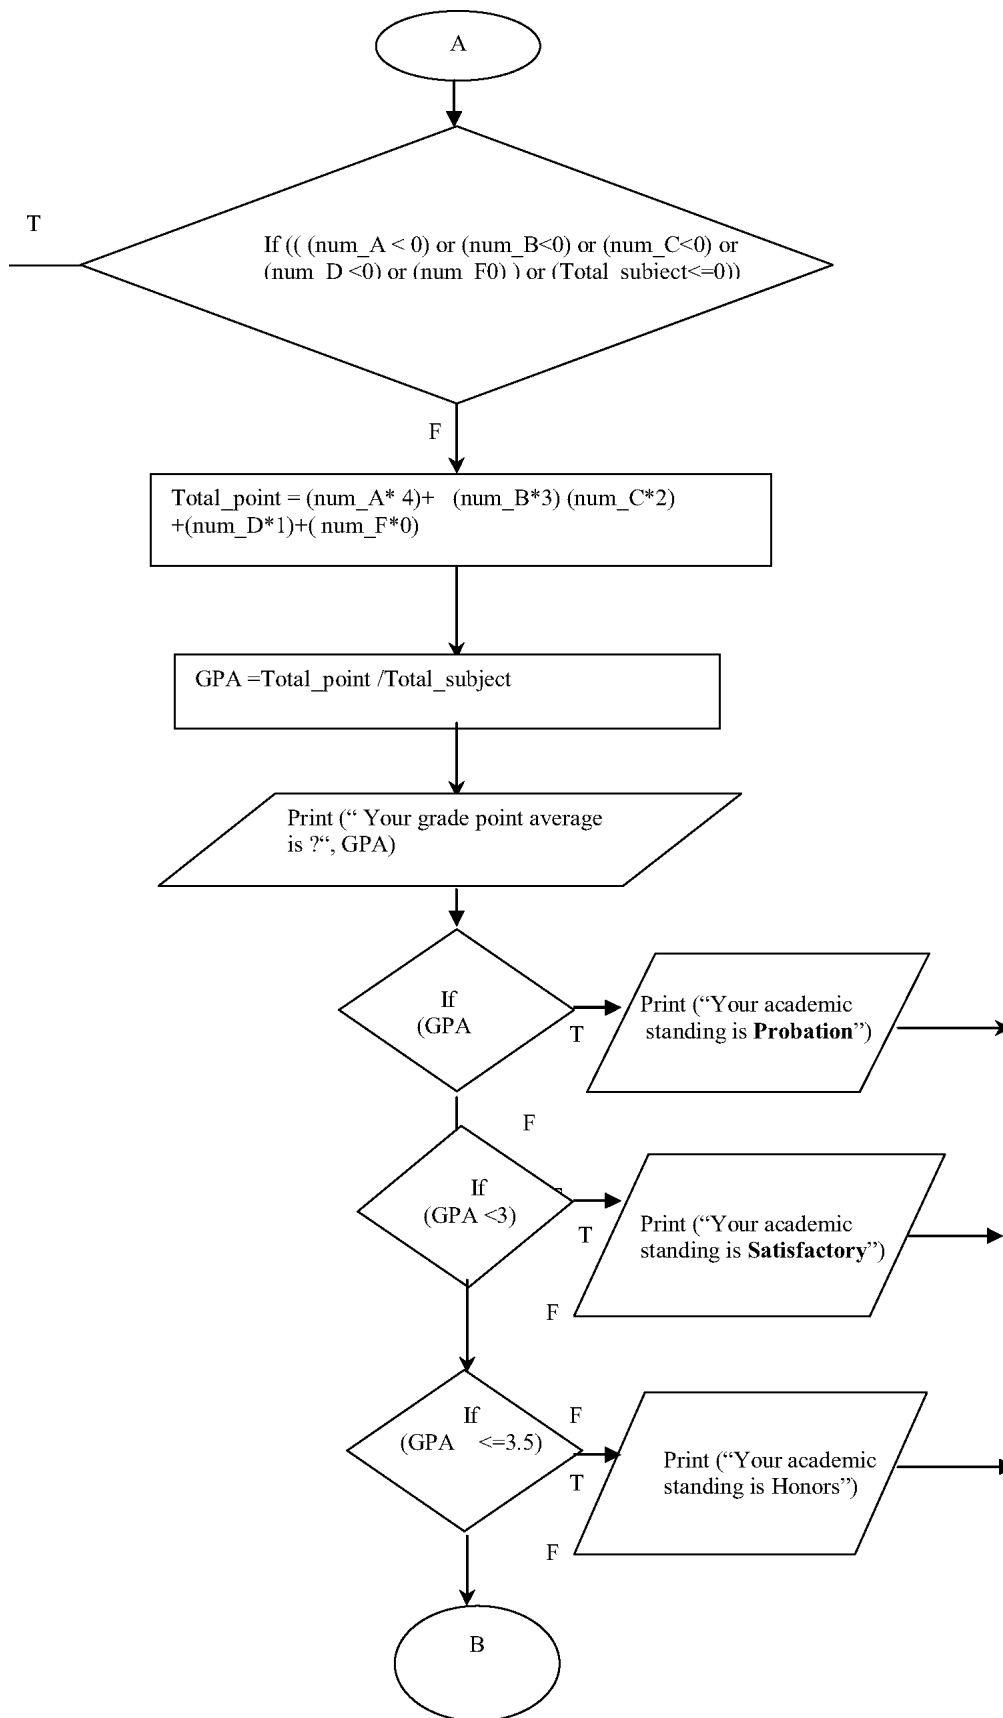 A
T
If (( (num_A < 0) or (num_B<0) or (num_C<0) or
(num_D <0) or (num_F0) ) or (Total_subject<=0))
F
Total_point = (num_A* 4)+ (num_B*3) (num_C*2)
+(num_D*1)+( num_F*0)
GPA =Total_point /Total_subject
Print (“ Your grade point average
is ?“, GPA)
If
(GPA
T
Print (“Your academic
standing is Probation”)
F
If
(GPA <3)
T
Print (“Your academic
standing is Satisfactory”)
F
If
(GPA <=3.5)
F
T
Print (“Your academic
standing is Honors”)
F
B